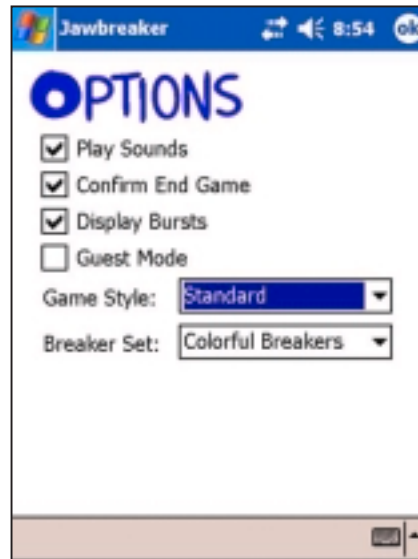 Jawbreaker 8:54 ok
OPTIONS
Play Sounds
Confirm End Game
Display Bursts
Guest Mode
Game Style: Standard
Breaker Set: Colorful Breakers